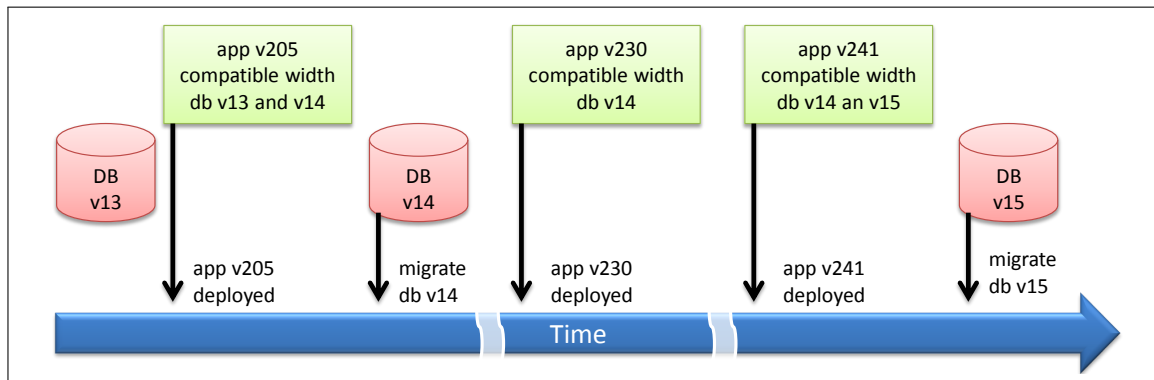 app v205
compatible width
db v13 and v14
app v230
compatible width
db v14
app v241
compatible width
db v14 an v15
DB
v13
DB
v14
DB
v15
app v205
deployed
migrate
db v14
app v230
deployed
app v241
deployed
migrate
db v15
Time